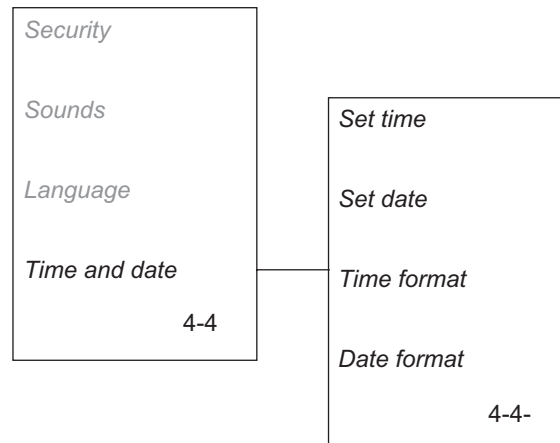 Security
Sounds
Language
Time and date
4-4
Set time
Set date
Time format
Date format
4-4-